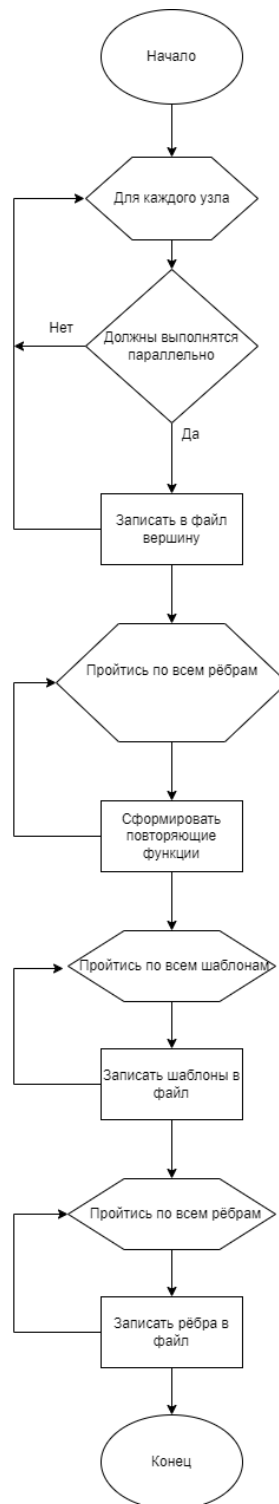 Начало
Для каждого узла
Должны выполнятся
параллельно
Нет
Да
Записать в файл
вершину
Пройтись по всем рёбрам
Сформировать
повторяющие
функции
Пройтись по всем шаблонам
Записать шаблоны в
файл
Пройтись по всем рёбрам
Записать рёбра в
файл
Конец